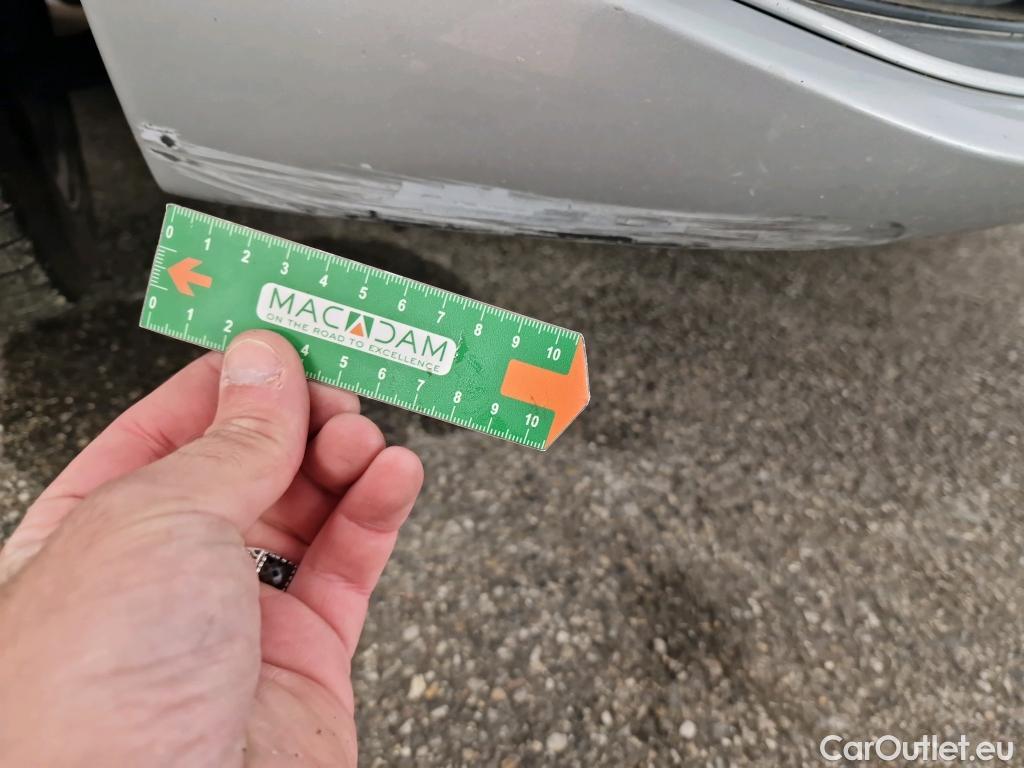 0 1 2 3 4 5 6 7 8 9 10
MACADAM
ON THE ROAD TO EXCELLENCE
0 1 2 4 5 6 7 8 9 10
CarOutlet.eu